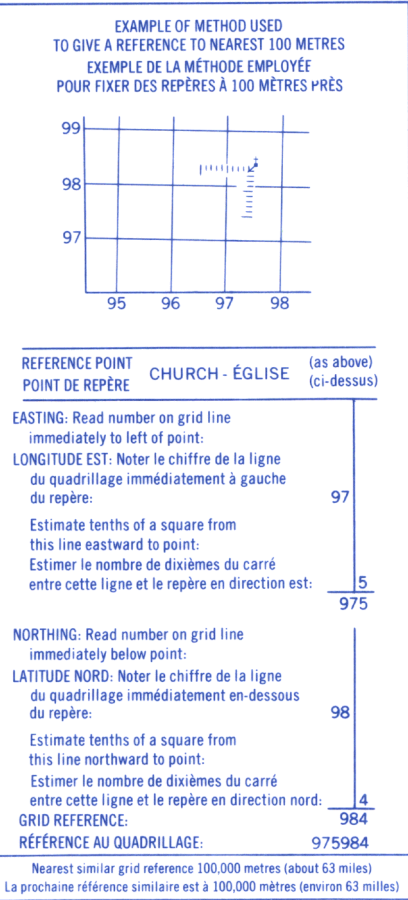 EXAMPLE OF METHOD USED
TO GIVE A REFERENCE TO NEAREST 100 METRES
EXEMPLE DE LA MÉTHODE EMPLOYÉE
POUR FIXER DES REPÈRES À 100 MÈTRES PRÈS
99
98
97
95 96 97 98
REFERENCE POINT
POINT DE REPÈRE
CHURCH - ÉGLISE
(as above)
(ci-dessus)
EASTING: Read number on grid line
immediately to left of point:
LONGITUDE EST: Noter le chiffre de la ligne
du quadrillage immédiatement à gauche
du repère: 97
Estimate tenths of a square from
this line eastward to point:
Estimer le nombre de dixièmes du carré
entre cette ligne et le repère en direction est: 5
975
NORTHING: Read number on grid line
immediately below point:
LATITUDE NORD: Noter le chiffre de la ligne
du quadrillage immédiatement en-dessous
du repère: 98
Estimate tenths of a square from
this line northward to point:
Estimer le nombre de dixièmes du carré
entre cette ligne et le repère en direction nord: 4
GRID REFERENCE: 984
RÉFÉRENCE AU QUADRILLAGE: 975984
Nearest similar grid reference 100,000 metres (about 63 miles)
La prochaine référence similaire est à 100,000 mètres (environ 63 milles)